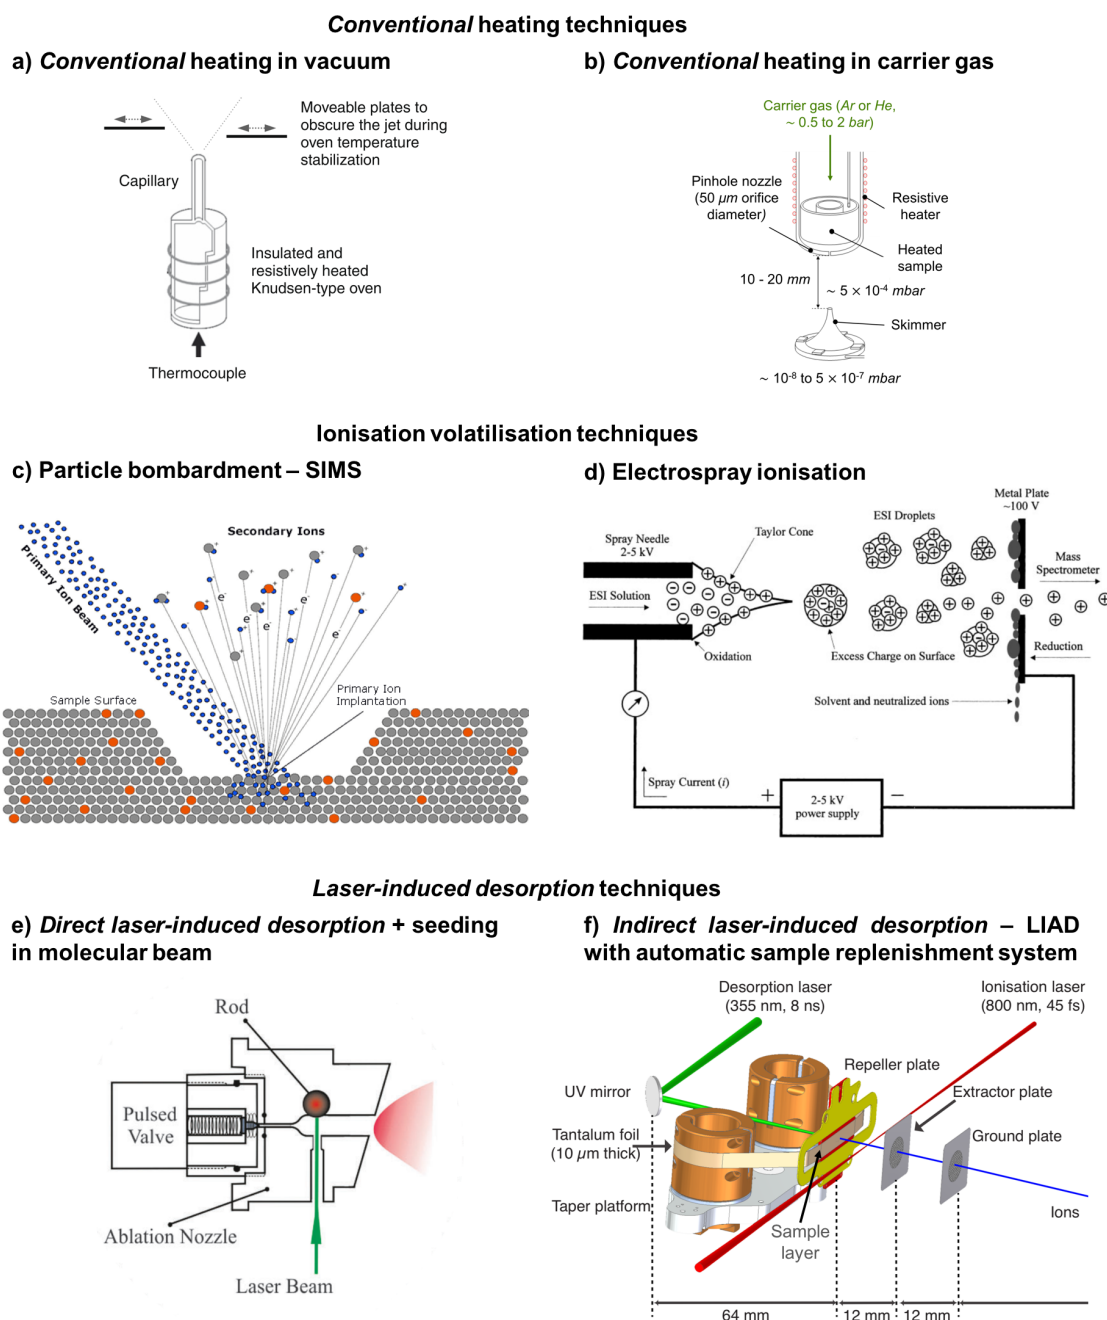 Conventional heating techniques
a) Conventional heating in vacuum
Moveable plates to
obscure the jet during
oven temperature
stabilization
Capillary
Insulated and
resistively heated
Knudsen-type oven
Thermocouple
b) Conventional heating in carrier gas
Carrier gas (Ar or He,
~ 0.5 to 2 bar)
Pinhole nozzle
(50 µm orifice
diameter)
Resistive
heater
Heated
sample
10 - 20 mm
~ 5 × 10⁻⁴ mbar
Skimmer
~ 10⁻⁸ to 5 × 10⁻⁷ mbar
Ionisation volatilisation techniques
c) Particle bombardment – SIMS
Secondary Ions
Primary Ion Beam
e⁻
e⁻
e⁻
e⁻
e⁻
Sample Surface
Primary Ion
Implantation
d) Electrospray ionisation
Metal Plate
~100 V
ESI Droplets
Taylor Cone
Spray Needle
2-5 kV
Mass
Spectrometer
ESI Solution
Oxidation
Excess Charge on Surface
Reduction
Solvent and neutralized ions
Spray Current (i)
+
−
2-5 kV
power supply
Laser-induced desorption techniques
e) Direct laser-induced desorption + seeding
in molecular beam
Rod
Pulsed
Valve
Ablation Nozzle
Laser Beam
f) Indirect laser-induced desorption – LIAD
with automatic sample replenishment system
Desorption laser
(355 nm, 8 ns)
Ionisation laser
(800 nm, 45 fs)
Repeller plate
UV mirror
Extractor plate
Tantalum foil
(10 µm thick)
Ground plate
Taper platform
Ions
Sample
layer
64 mm
12 mm
12 mm